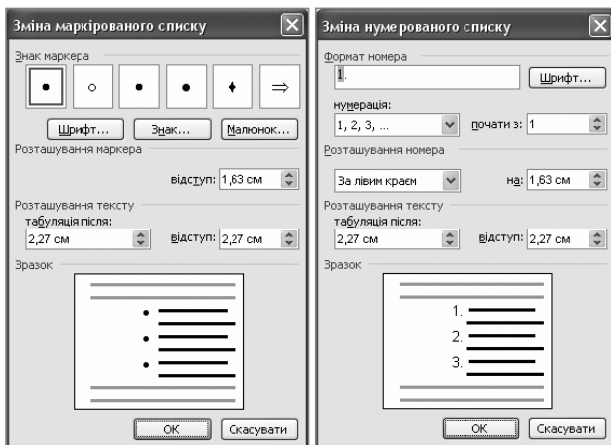 Зміна маркірованого списку
Знак маркера
Шрифт...
Знак...
Малюнок...
Розташування маркера
відступ: 1,63 см
Розташування тексту
табуляція після:
2,27 см
відступ: 2,27 см
Зразок
ОК
Скасувати
Зміна нумерованого списку
Формат номера
1.
Шрифт...
нумерація:
1, 2, 3, ...
почати з: 1
Розташування номера
За лівим краєм
на: 1,63 см
Розташування тексту
табуляція після:
2,27 см
відступ: 2,27 см
Зразок
1.
2.
3.
ОК
Скасувати